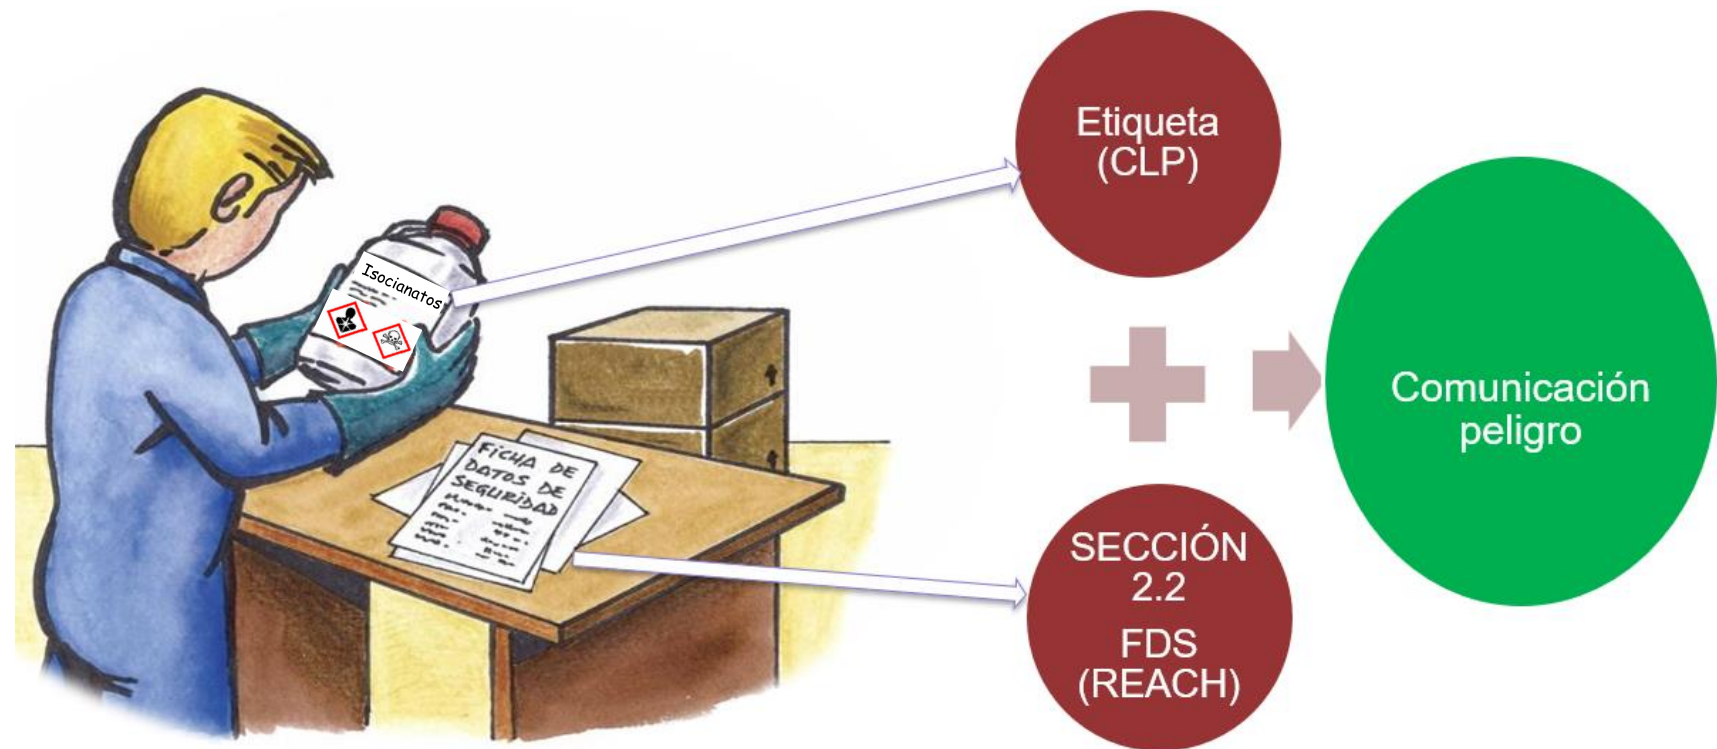 Isocianatos
FICHA DE
DATOS DE
SEGURIDAD
Etiqueta
(CLP)
SECCIÓN
2.2
FDS
(REACH)
Comunicación
peligro